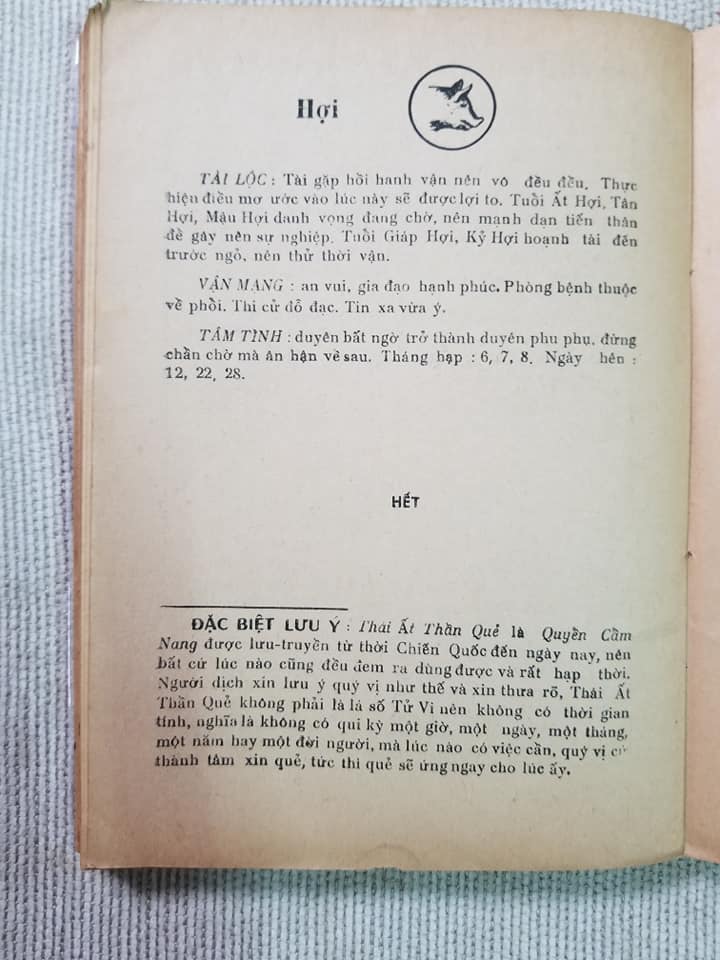 Hợi
TÀI LỘC : Tài gặp hồi hanh vận nên vô đều đều. Thực
hiện điều mơ ước vào lúc này sẽ được lợi to. Tuổi Ất Hợi, Tân
Hợi, Mậu Hợi danh vọng đang chờ, nên mạnh dạn tiến thân
để gây nên sự nghiệp. Tuổi Giáp Hợi, Kỷ Hợi hoạnh tài đến
trước ngõ, nên thử thời vận.
VẬN MẠNG : an vui, gia đạo hạnh phúc. Phòng bệnh thuộc
về phổi. Thi cử đỗ đạc. Tin xa vừa ý.
TÂM TÌNH : duyên bất ngờ trở thành duyên phu phụ, đừng
chần chờ mà ân hận về sau. Tháng hạp : 6, 7, 8. Ngày hên :
12, 22, 28.
HẾT
ĐẶC BIỆT LƯU Ý : Thái Ất Thần Quẻ là Quyền Cầm
Nang được lưu-truyền từ thời Chiến Quốc đến ngày nay, nên
bất cứ lúc nào cũng đều đem ra dùng được và rất hạp thời.
Người dịch xin lưu ý quý vị như thế và xin thưa rõ, Thái Ất
Thần Quẻ không phải là lá số Tử Vi nên không có thời gian
tính, nghĩa là không có qui kỳ một giờ, một ngày, một tháng,
một năm hay một đời người, mà lúc nào có việc cần, quý vị cứ
thành tâm xin quẻ, tức thì quẻ sẽ ứng ngay cho lúc ấy.